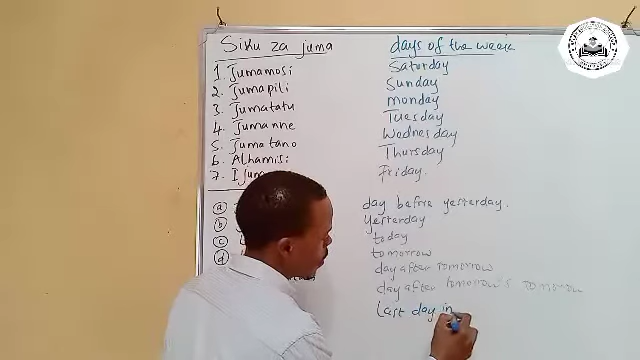 Siku za juma days of the week
1. Jumamosi Saturday
2. Jumapili Sunday
3. Jumatatu Monday
4. Jumanne Tuesday
5. Jumatano Wednesday
6. Alhamisi Thursday
7. Ijuma Friday.
(a) day before yesterday.
(b) yesterday
(c) today
(d) tomorrow
day after tomorrow
day after tomorrow's tomorrow
Last day in